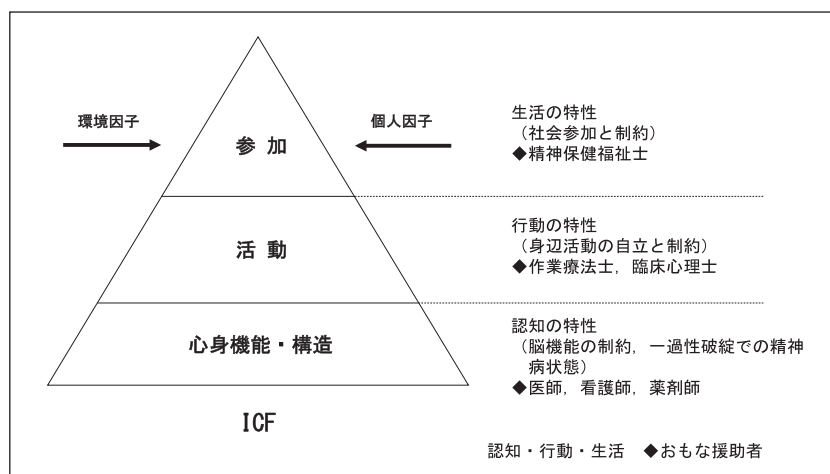 環境因子
個人因子
参 加
生活の特性
（社会参加と制約）
◆精神保健福祉士
活 動
行動の特性
（身辺活動の自立と制約）
◆作業療法士，臨床心理士
心身機能・構造
認知の特性
（脳機能の制約，一過性破綻での精神
病状態）
◆医師，看護師，薬剤師
ICF
認知・行動・生活　◆おもな援助者